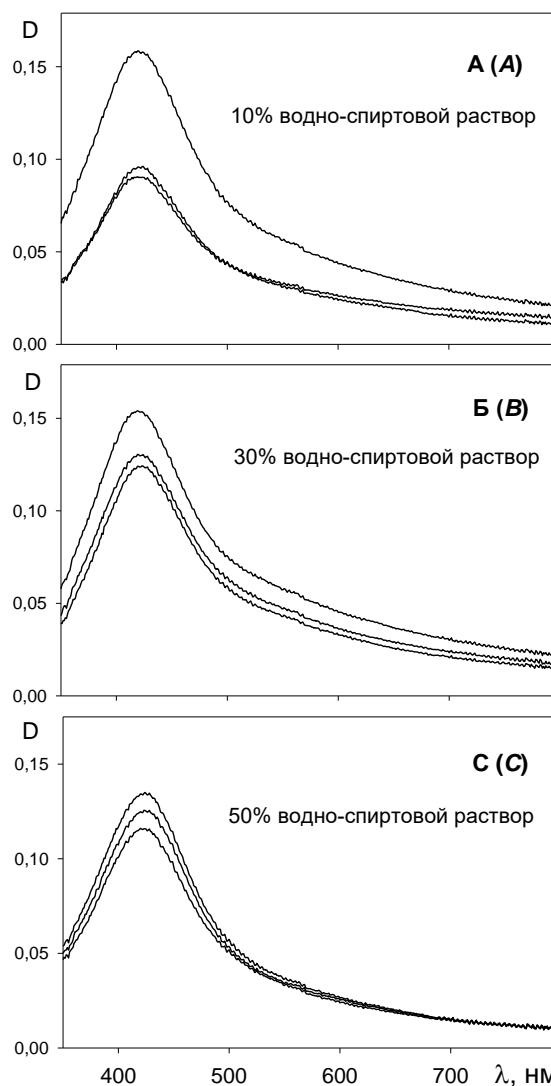 D
0,15
А (A)
10% водно-спиртовой раствор
0,10
0,05
0,00
D
Б (B)
0,15
30% водно-спиртовой раствор
0,10
0,05
0,00
D
С (C)
0,15
50% водно-спиртовой раствор
0,10
0,05
0,00
400 500 600 700 λ, нм